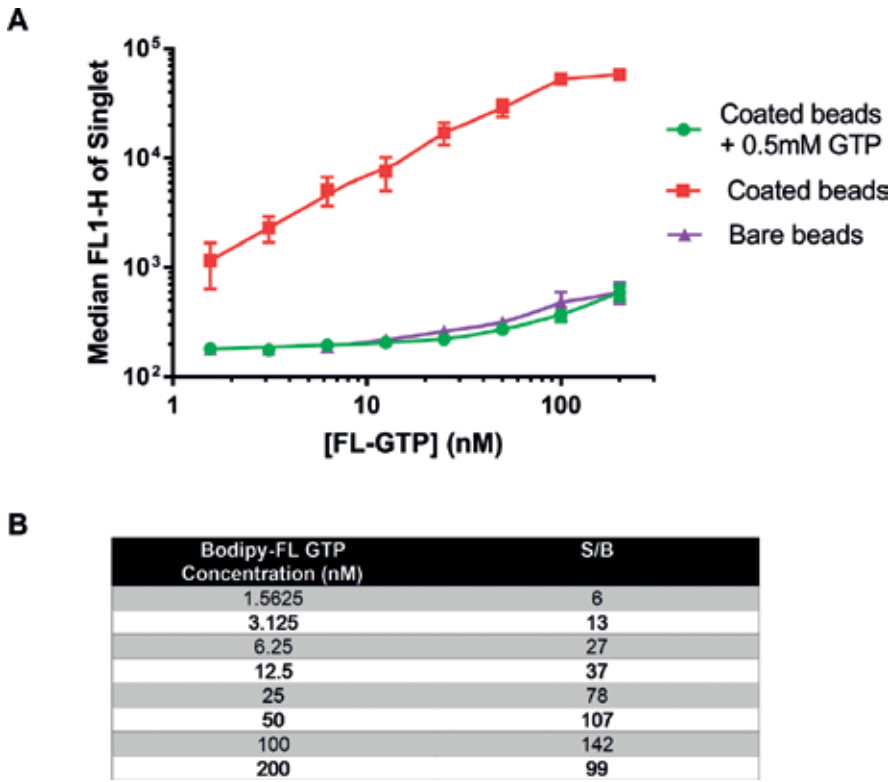 A
Median FL1-H of Singlet
10^5
10^4
10^3
10^2
1
10
100
[FL-GTP] (nM)
Coated beads
+ 0.5mM GTP
Coated beads
Bare beads
B
Bodipy-FL GTP
Concentration (nM)
S/B
1.5625 6
3.125 13
6.25 27
12.5 37
25 78
50 107
100 142
200 99